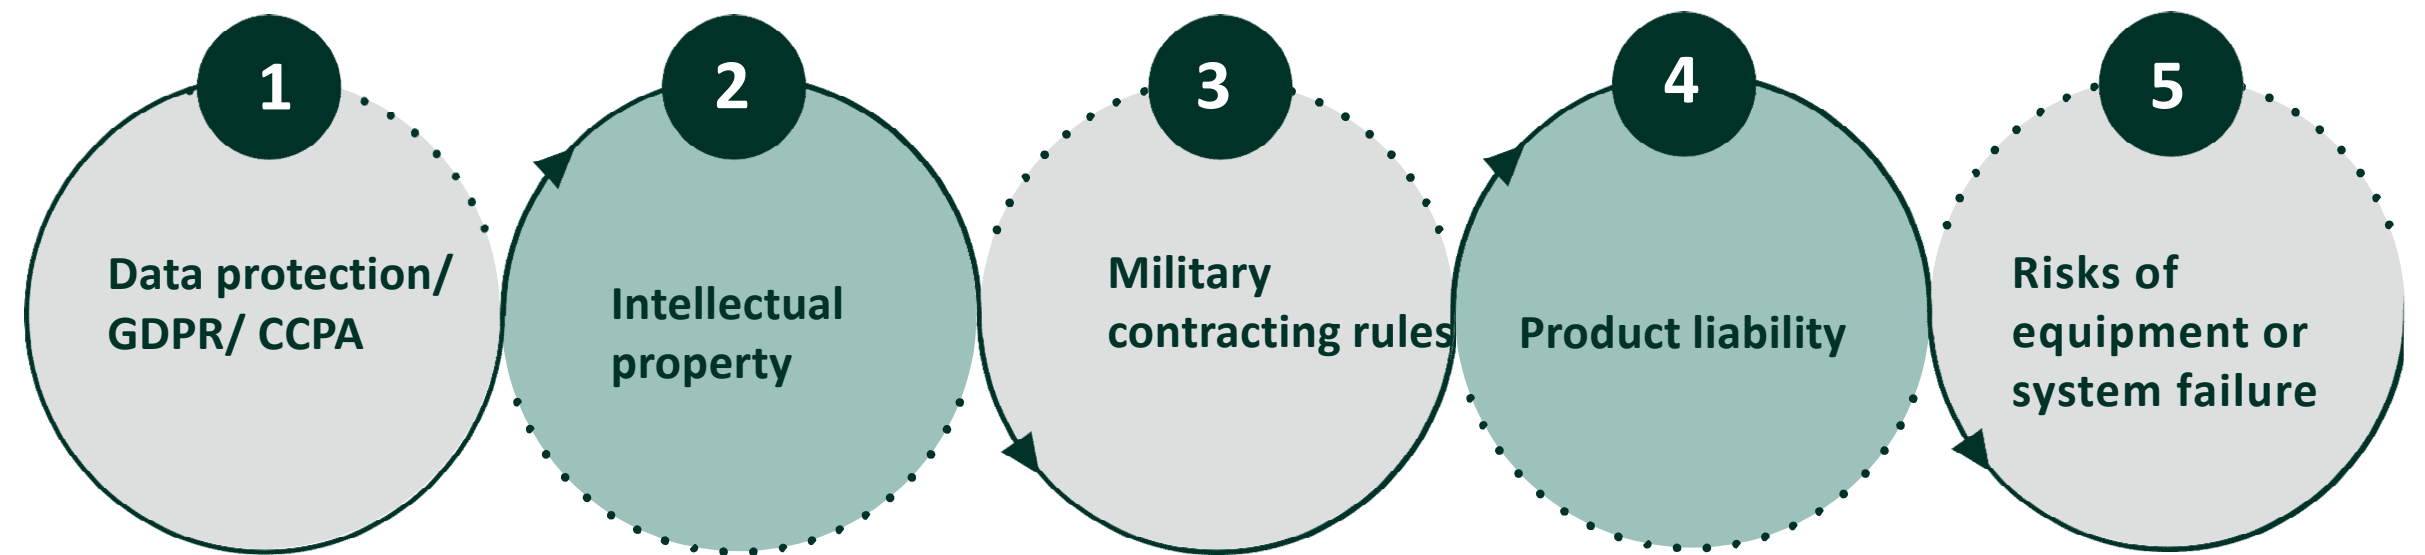 1
Data protection/
GDPR/ CCPA
2
Intellectual
property
3
Military
contracting rules
4
Product liability
5
Risks of
equipment or
system failure